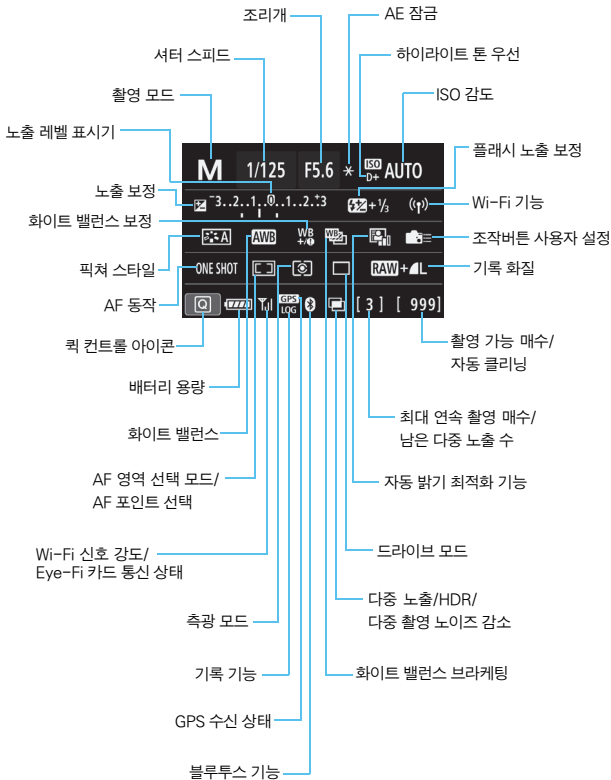 조리개
AE 잠금
셔터 스피드
하이라이트 톤 우선
촬영 모드
ISO 감도
노출 레벨 표시기
플래시 노출 보정
M 1/125 F5.6 * ISO D+ AUTO
노출 보정
-3..2..1..0..1..2..+3
+1/3
Wi-Fi 기능
화이트 밸런스 보정
A AWB WB +/- WB
조작버튼 사용자 설정
픽쳐 스타일
ONE SHOT
RAW+L
기록 화질
AF 동작
Q GPS LOG [ 3 ] [ 999]
퀵 컨트롤 아이콘
촬영 가능 매수/
자동 클리닝
배터리 용량
최대 연속 촬영 매수/
남은 다중 노출 수
화이트 밸런스
AF 영역 선택 모드/
AF 포인트 선택
자동 밝기 최적화 기능
Wi-Fi 신호 강도/
Eye-Fi 카드 통신 상태
드라이브 모드
다중 노출/HDR/
다중 촬영 노이즈 감소
측광 모드
기록 기능
화이트 밸런스 브라케팅
GPS 수신 상태
블루투스 기능